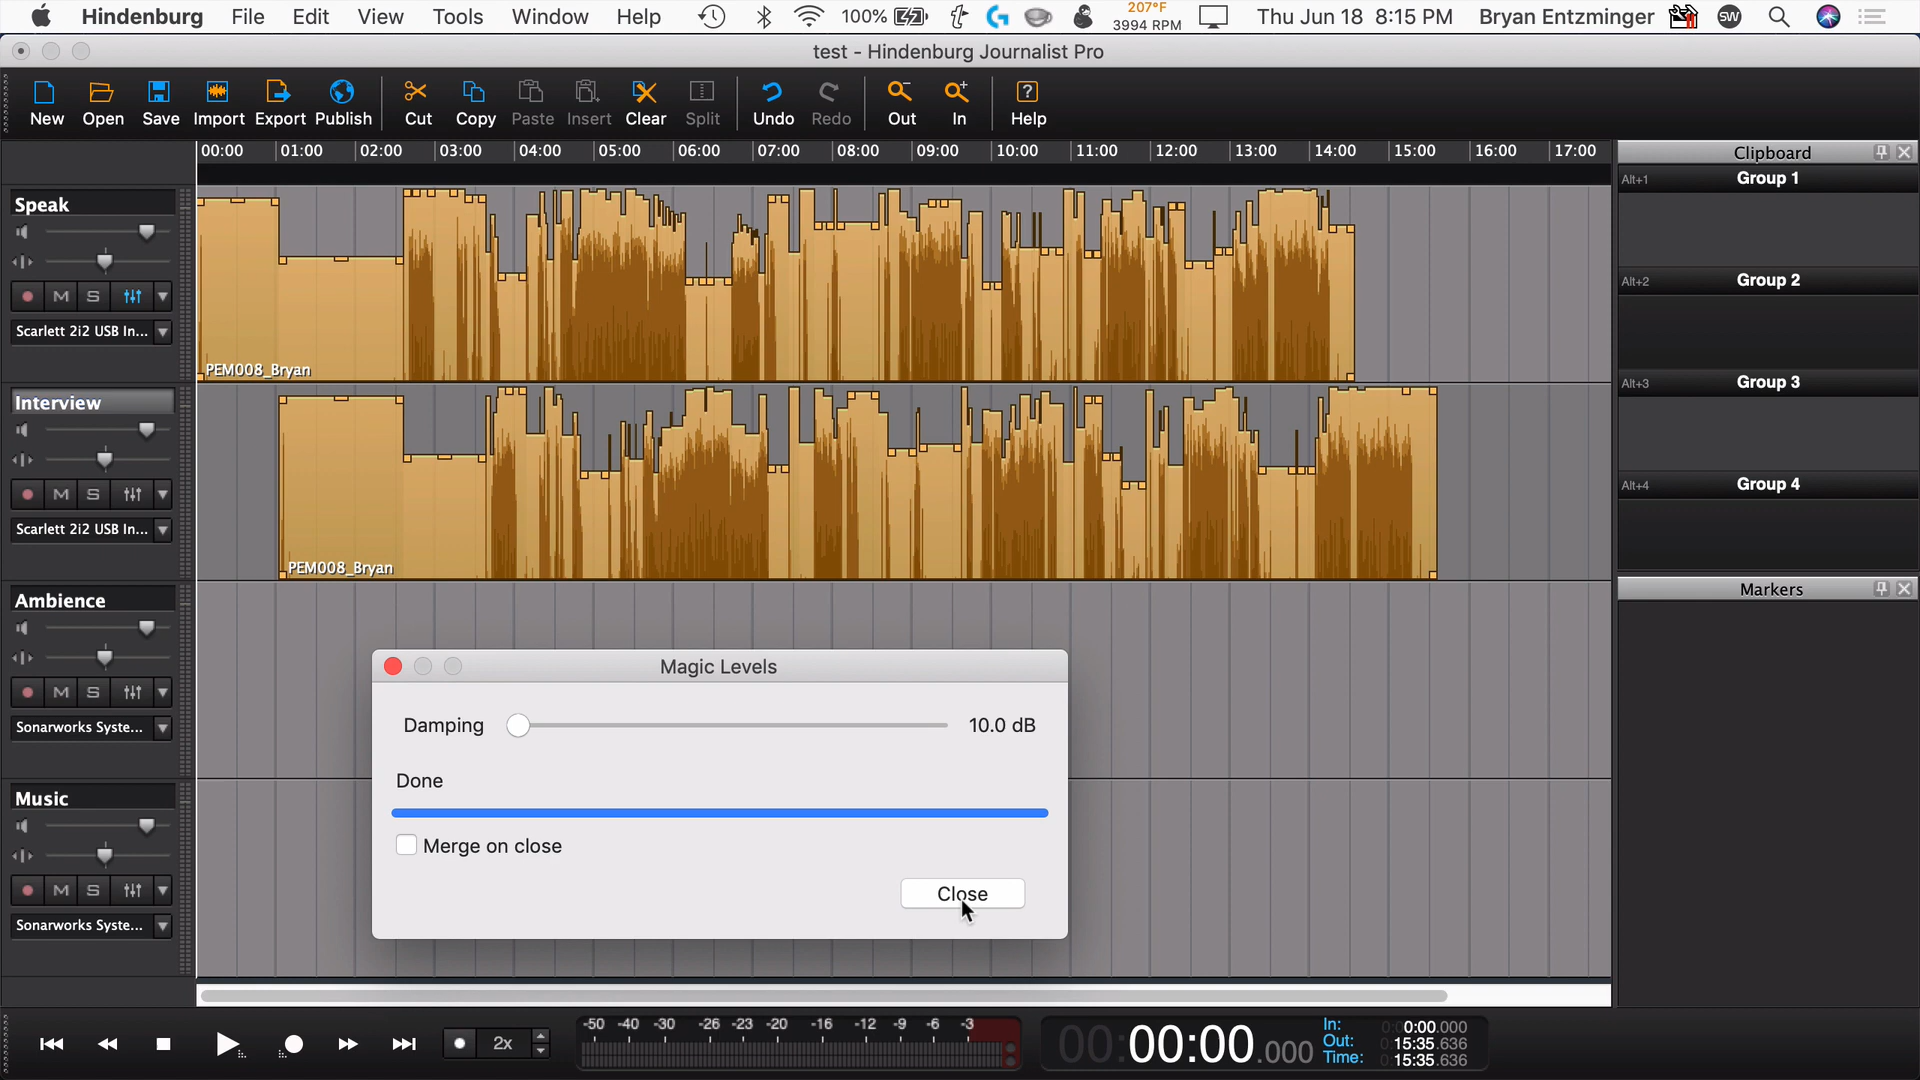 Hindenburg File Edit View Tools Window Help 100% 207°F 3994 RPM Thu Jun 18 8:15 PM Bryan Entzminger SW
test - Hindenburg Journalist Pro
New Open Save Import Export Publish Cut Copy Paste Insert Clear Split Undo Redo Out In Help
00:00 01:00 02:00 03:00 04:00 05:00 06:00 07:00 08:00 09:00 10:00 11:00 12:00 13:00 14:00 15:00 16:00 17:00
Speak
M S
Scarlett 2i2 USB In...
PEM008_Bryan
Interview
M S
Scarlett 2i2 USB In...
PEM008_Bryan
Ambience
M S
Sonarworks Syste...
Music
M S
Sonarworks Syste...
Clipboard
Alt+1 Group 1
Alt+2 Group 2
Alt+3 Group 3
Alt+4 Group 4
Markers
Magic Levels
Damping 10.0 dB
Done
Merge on close
Close
2x
-50 -40 -30 -26 -23 -20 -16 -12 -9 -6 -3
00:00:00.000
In: 0:0:00.000
Out: 0:15:35.636
Time: 0:15:35.636